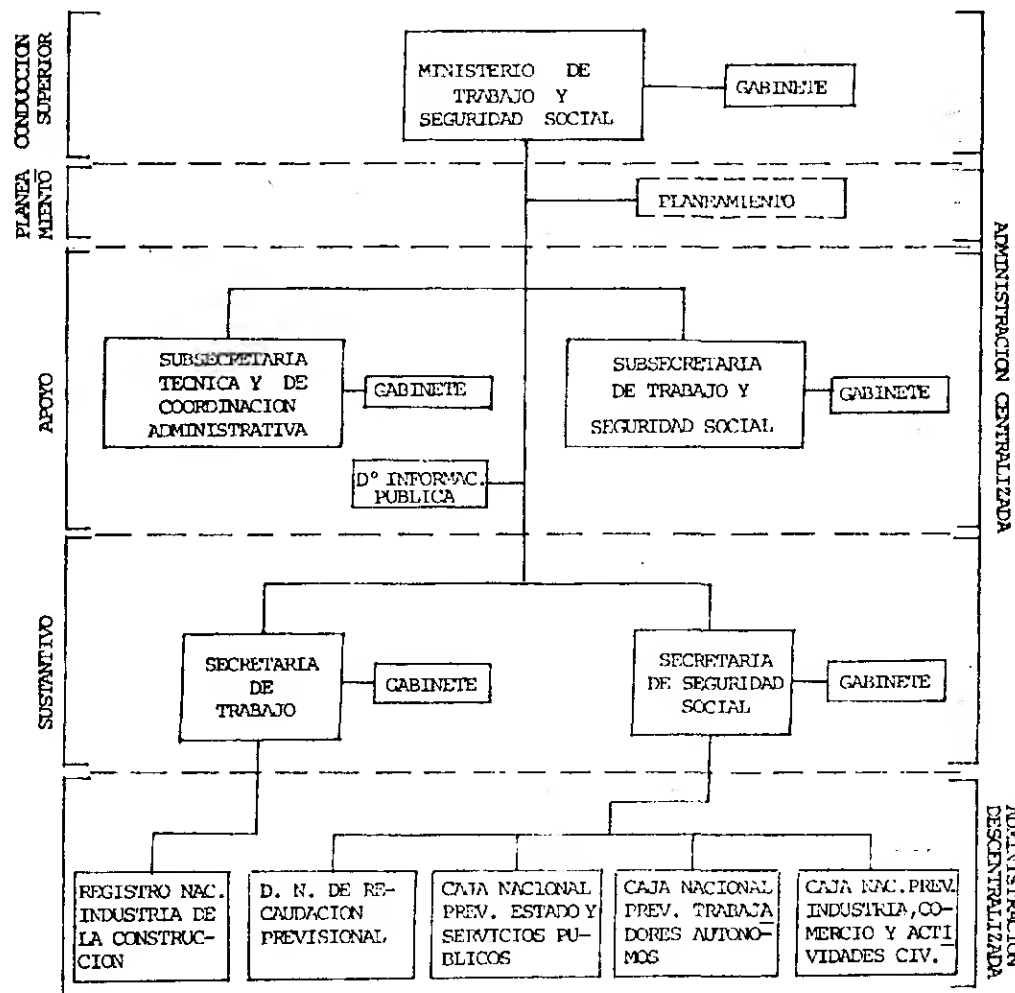 CONDUCCION
SUPERIOR
MINISTERIO DE
TRABAJO Y
SEGURIDAD SOCIAL
GABINETE
PLANEA
MIENTO
PLANEAMIENTO
ADMINISTRACION CENTRALIZADA
APOYO
SUBSECRETARIA
TECNICA Y DE
COORDINACION
ADMINISTRATIVA
GABINETE
SUBSECRETARIA
DE TRABAJO Y
SEGURIDAD SOCIAL
GABINETE
D° INFORMAC.
PUBLICA
SUSTANTIVO
SECRETARIA
DE
TRABAJO
GABINETE
SECRETARIA
DE SEGURIDAD
SOCIAL
GABINETE
ADMINISTRACION
DESCENTRALIZADA
REGISTRO NAC.
INDUSTRIA DE
LA CONSTRUC-
CION
D. N. DE RE-
CAUDACION
PREVISIONAL
CAJA NACIONAL
PREV. ESTADO Y
SERVICIOS PU-
BLICOS
CAJA NACIONAL
PREV. TRABAJA
DORES AUTONO-
MOS
CAJA NAC. PREV.
INDUSTRIA, CO-
MERCIO Y ACTI
VIDADES CIV.